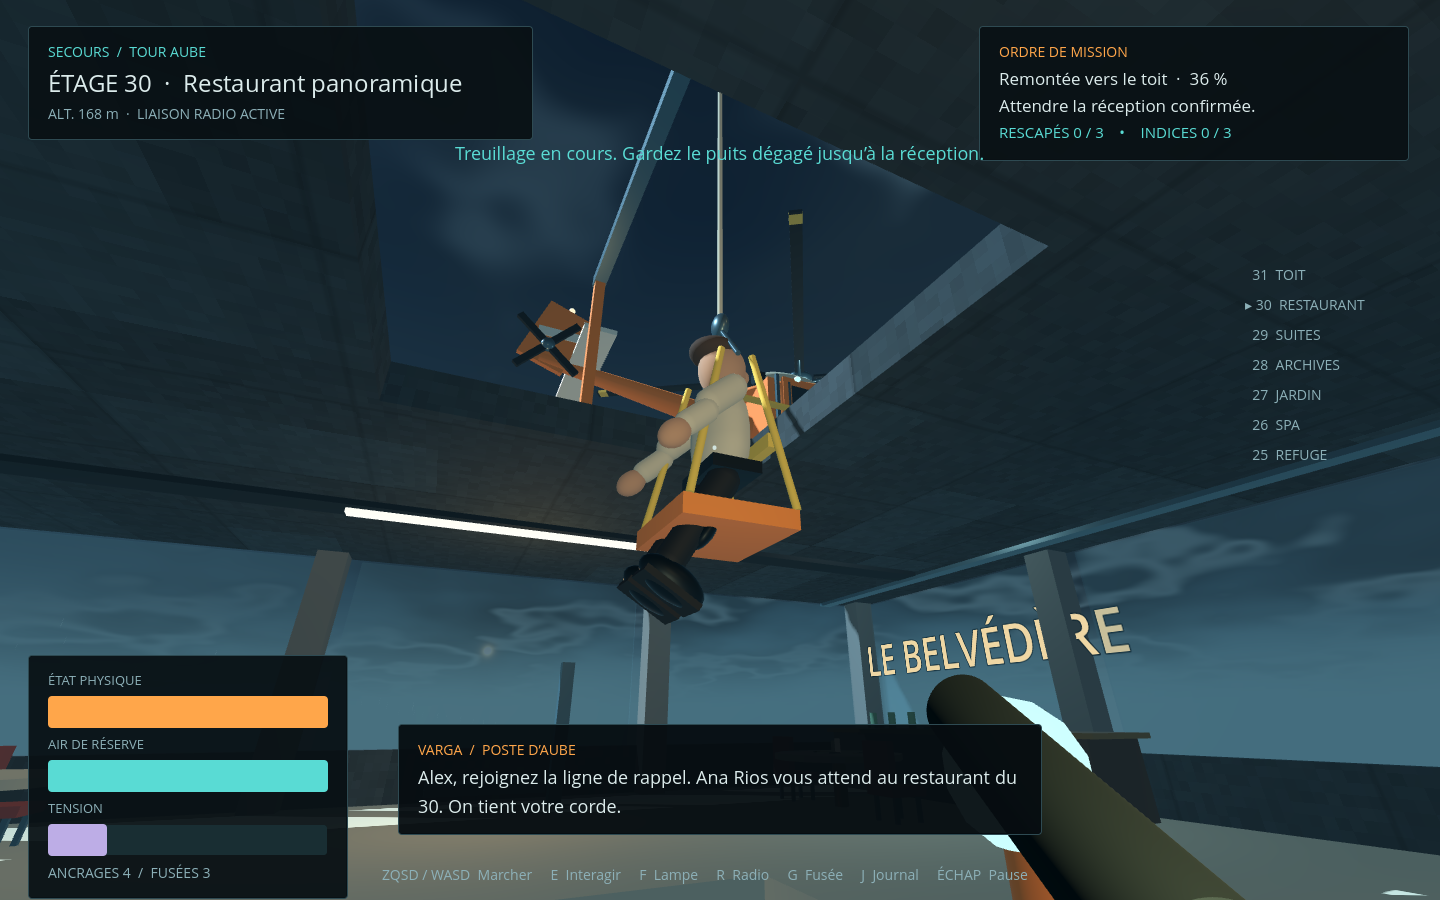 SECOURS / TOUR AUBE
ÉTAGE 30 · Restaurant panoramique
ALT. 168 m · LIAISON RADIO ACTIVE
ORDRE DE MISSION
Remontée vers le toit · 36 %
Attendre la réception confirmée.
RESCAPÉS 0 / 3 • INDICES 0 / 3
Treuillage en cours. Gardez le puits dégagé jusqu'à la réception.
31 TOIT
▸ 30 RESTAURANT
29 SUITES
28 ARCHIVES
27 JARDIN
26 SPA
25 REFUGE
LE BELVÉDÈRE
ÉTAT PHYSIQUE
AIR DE RÉSERVE
TENSION
ANCRAGES 4 / FUSÉES 3
VARGA / POSTE D'AUBE
Alex, rejoignez la ligne de rappel. Ana Rios vous attend au restaurant du
30. On tient votre corde.
ZQSD / WASD Marcher E Interagir F Lampe R Radio G Fusée J Journal ÉCHAP Pause